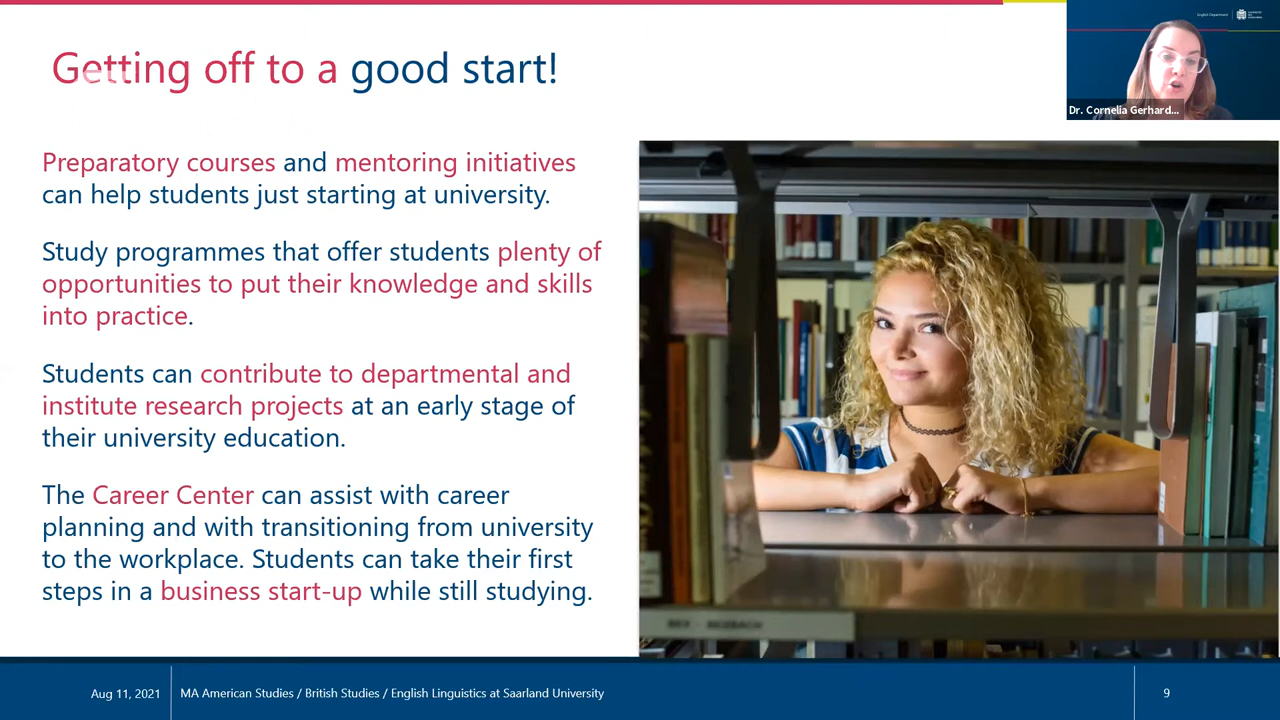 Getting off to a good start!
English Department
Dr. Cornelia Gerhard...
Preparatory courses and mentoring initiatives
can help students just starting at university.
Study programmes that offer students plenty of
opportunities to put their knowledge and skills
into practice.
Students can contribute to departmental and
institute research projects at an early stage of
their university education.
The Career Center can assist with career
planning and with transitioning from university
to the workplace. Students can take their first
steps in a business start-up while still studying.
Aug 11, 2021
MA American Studies / British Studies / English Linguistics at Saarland University
9